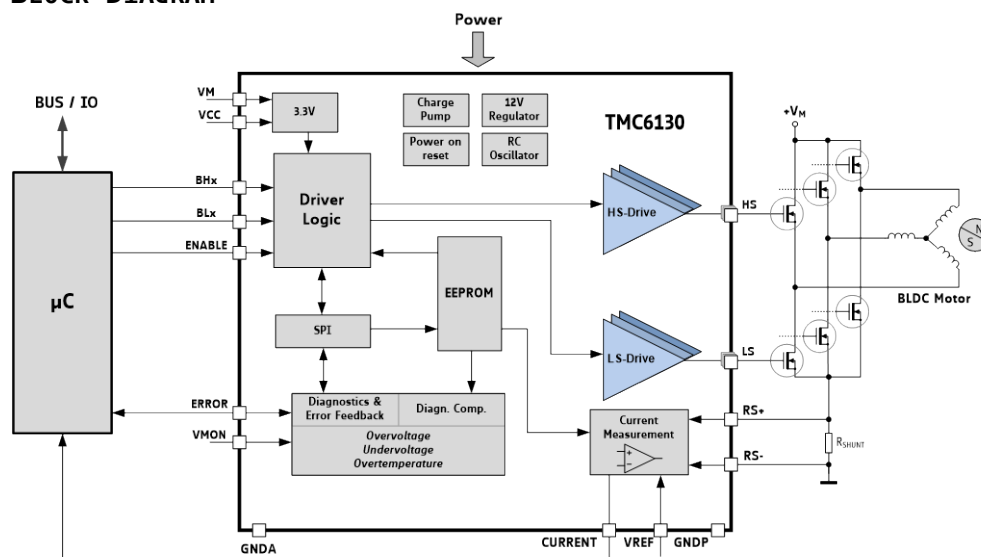 BLOCK DIAGRAM
Power
BUS / IO
VM
VCC
3.3V
Charge
Pump
12V
Regulator
Power on
reset
RC
Oscillator
TMC6130
+VM
µC
BHx
BLx
ENABLE
Driver
Logic
HS-Drive
HS
N
S
BLDC Motor
EEPROM
SPI
LS-Drive
LS
ERROR
VMON
Diagnostics &
Error Feedback
Diagn. Comp.
Overvoltage
Undervoltage
Overtemperature
Current
Measurement
+
−
RS+
RS-
RSHUNT
GNDA
CURRENT
VREF
GNDP